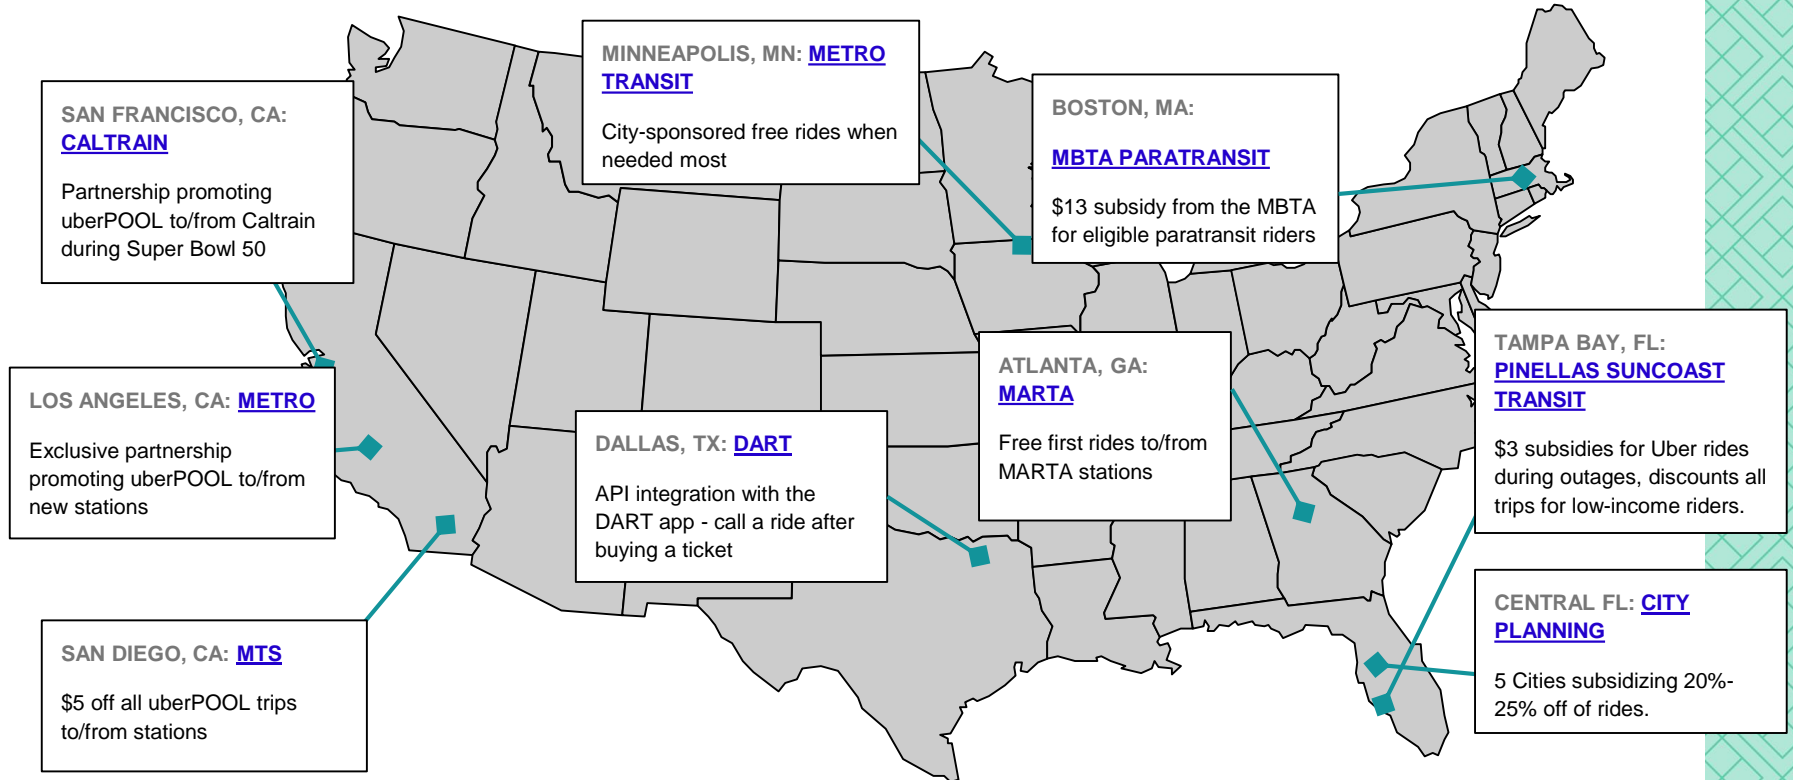 MINNEAPOLIS, MN: METRO
TRANSIT
City-sponsored free rides when
needed most
SAN FRANCISCO, CA:
CALTRAIN
Partnership promoting
uberPOOL to/from Caltrain
during Super Bowl 50
BOSTON, MA:
MBTA PARATRANSIT
$13 subsidy from the MBTA
for eligible paratransit riders
LOS ANGELES, CA: METRO
Exclusive partnership
promoting uberPOOL to/from
new stations
DALLAS, TX: DART
API integration with the
DART app - call a ride after
buying a ticket
ATLANTA, GA:
MARTA
Free first rides to/from
MARTA stations
TAMPA BAY, FL:
PINELLAS SUNCOAST
TRANSIT
$3 subsidies for Uber rides
during outages, discounts all
trips for low-income riders.
SAN DIEGO, CA: MTS
$5 off all uberPOOL trips
to/from stations
CENTRAL FL: CITY
PLANNING
5 Cities subsidizing 20%-
25% off of rides.